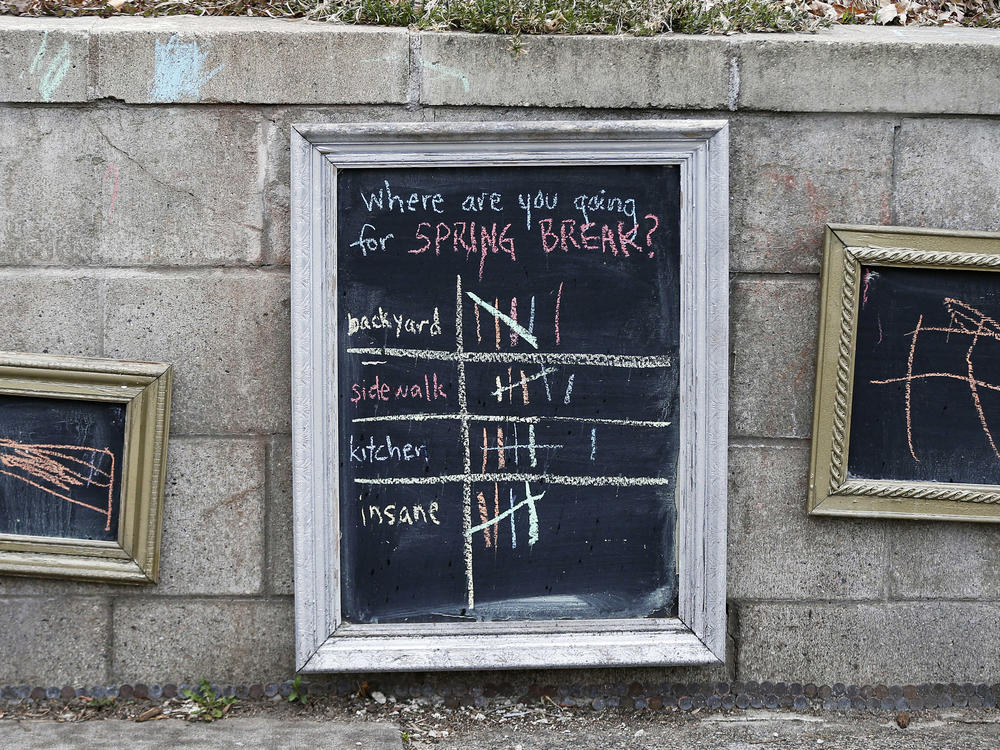 Where are you going
for SPRING BREAK?
backyard
sidewalk
kitchen
insane